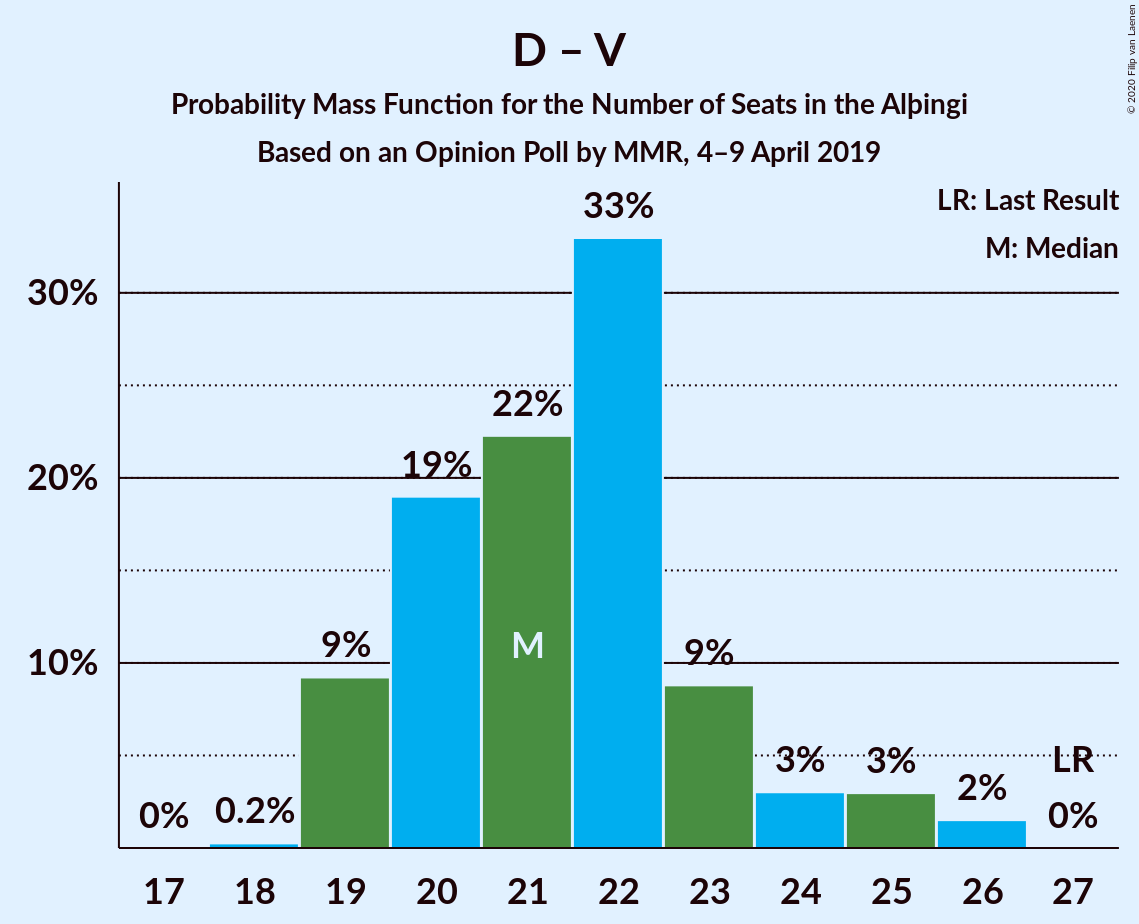 D – V
Probability Mass Function for the Number of Seats in the Alþingi
Based on an Opinion Poll by MMR, 4–9 April 2019
© 2020 Filip van Laenen
LR: Last Result
M: Median
33%
30%
22%
19%
20%
M
9%
9%
10%
3%
3%
LR
2%
0%
0.2%
0%
17 18 19 20 21 22 23 24 25 26 27